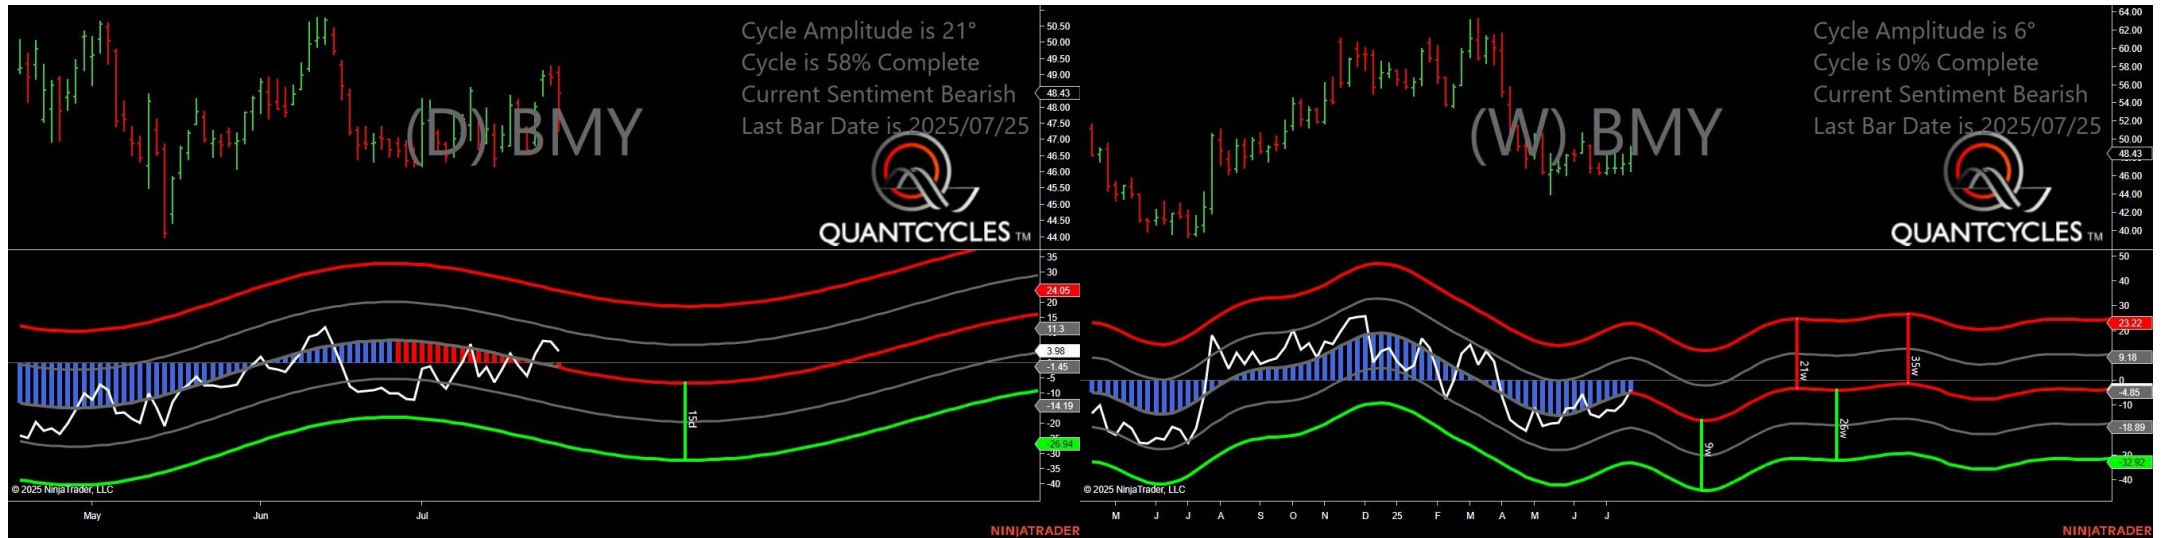 Cycle Amplitude is 21°
Cycle is 58% Complete
Current Sentiment Bearish
Last Bar Date is 2025/07/25
(D) BMY
QUANTCYCLES TM
50.50
50.00
49.50
49.00
48.43
48.00
47.50
47.00
46.50
46.00
45.50
45.00
44.50
44.00
35
30
24.05
20
15
11.3
3.98
-1.45
-5
-10
-14.19
-20
-26.94
-30
-35
-40
15d
© 2025 NinjaTrader, LLC
May Jun Jul
NINJATRADER
Cycle Amplitude is 6°
Cycle is 0% Complete
Current Sentiment Bearish
Last Bar Date is 2025/07/25
(W) BMY
QUANTCYCLES TM
64.00
62.00
60.00
58.00
56.00
54.00
52.00
50.00
48.43
46.00
44.00
42.00
40.00
50
40
30
23.22
20
9.18
0
-4.85
-10
-18.89
-32.92
-40
9w
21w
26w
35w
© 2025 NinjaTrader, LLC
M J J A S O N D 25 F M A M J J
NINJATRADER